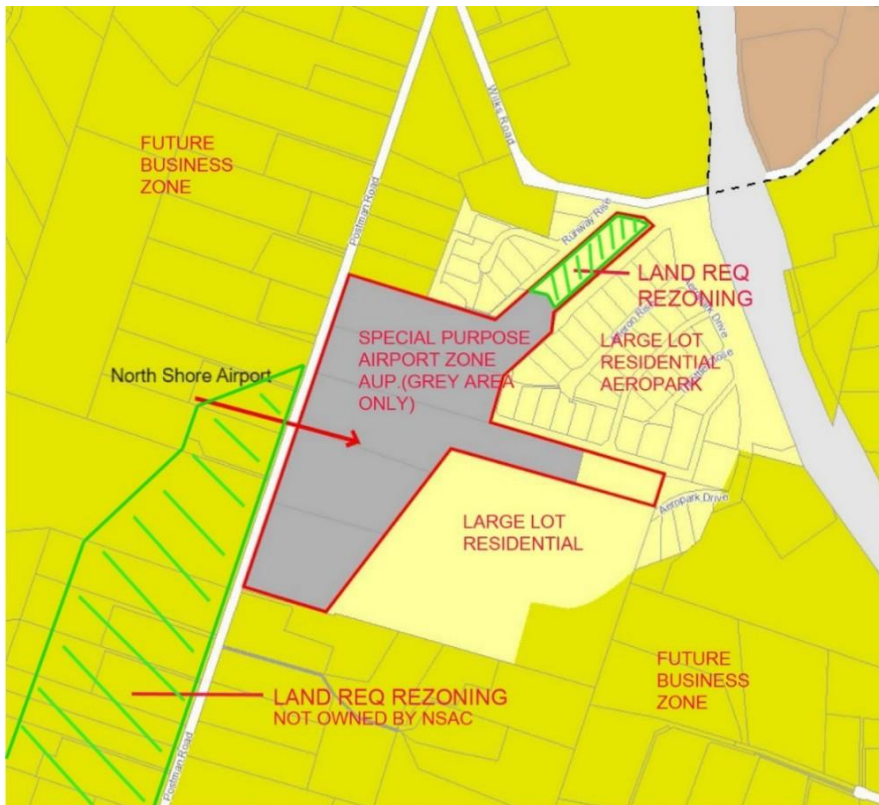 Wilks Road
FUTURE
BUSINESS
ZONE
Postman Road
Runway Rise
LAND REQ
REZONING
Drive
SPECIAL PURPOSE
AIRPORT ZONE
AUP.(GREY AREA
ONLY)
LARGE LOT
RESIDENTIAL
AEROPARK
North Shore Airport
Aeropark Drive
LARGE LOT
RESIDENTIAL
FUTURE
BUSINESS
ZONE
LAND REQ REZONING
NOT OWNED BY NSAC
Postman Road